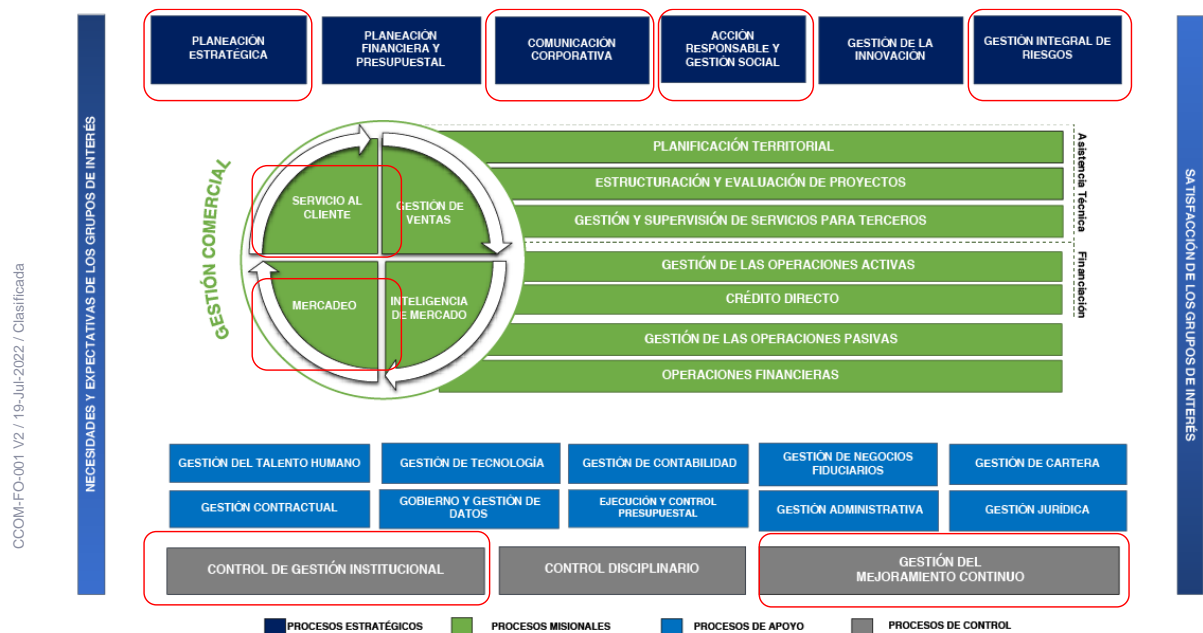 PLANEACIÓN
ESTRATÉGICA
PLANEACIÓN
FINANCIERA Y
PRESUPUESTAL
COMUNICACIÓN
CORPORATIVA
ACCIÓN
RESPONSABLE Y
GESTIÓN SOCIAL
GESTIÓN DE LA
INNOVACIÓN
GESTIÓN INTEGRAL DE
RIESGOS
CCOM-FO-001 V2 / 19-Jul-2022 / Clasificada
NECESIDADES Y EXPECTATIVAS DE LOS GRUPOS DE INTERÉS
GESTIÓN COMERCIAL
SERVICIO AL
CLIENTE
GESTIÓN DE
VENTAS
MERCADEO
INTELIGENCIA
DE MERCADO
PLANIFICACIÓN TERRITORIAL
ESTRUCTURACIÓN Y EVALUACIÓN DE PROYECTOS
GESTIÓN Y SUPERVISIÓN DE SERVICIOS PARA TERCEROS
GESTIÓN DE LAS OPERACIONES ACTIVAS
CRÉDITO DIRECTO
GESTIÓN DE LAS OPERACIONES PASIVAS
OPERACIONES FINANCIERAS
Asistencia Técnica
Financiación
SATISFACCIÓN DE LOS GRUPOS DE INTERÉS
GESTIÓN DEL TALENTO HUMANO
GESTIÓN DE TECNOLOGÍA
GESTIÓN DE CONTABILIDAD
GESTIÓN DE NEGOCIOS
FIDUCIARIOS
GESTIÓN DE CARTERA
GESTIÓN CONTRACTUAL
GOBIERNO Y GESTIÓN DE
DATOS
EJECUCIÓN Y CONTROL
PRESUPUESTAL
GESTIÓN ADMINISTRATIVA
GESTIÓN JURÍDICA
CONTROL DE GESTIÓN INSTITUCIONAL
CONTROL DISCIPLINARIO
GESTIÓN DEL
MEJORAMIENTO CONTINUO
PROCESOS ESTRATÉGICOS
PROCESOS MISIONALES
PROCESOS DE APOYO
PROCESOS DE CONTROL